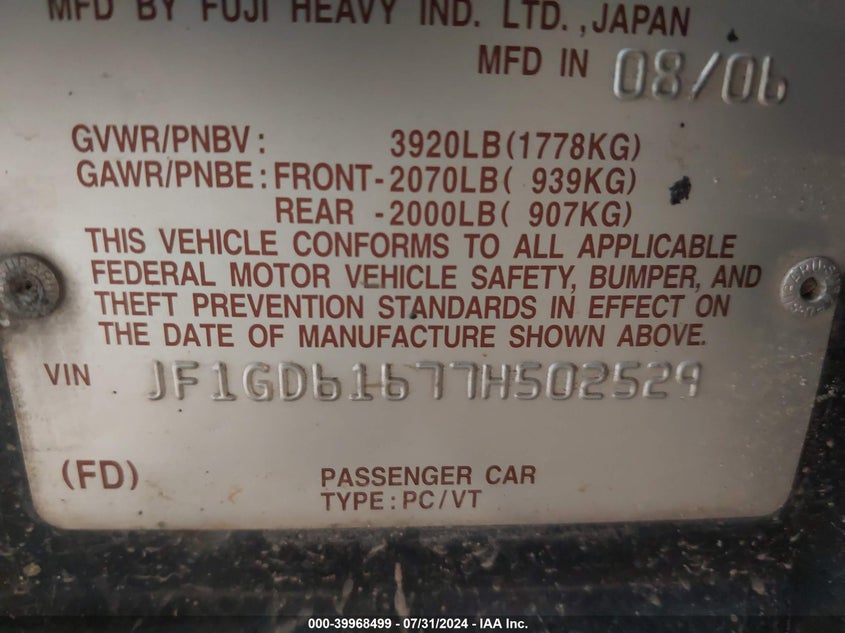 MFD BY FUJI HEAVY IND. LTD. ,JAPAN
MFD IN 08/06
GVWR/PNBV : 3920LB(1778KG)
GAWR/PNBE : FRONT-2070LB( 939KG)
REAR -2000LB( 907KG)
THIS VEHICLE CONFORMS TO ALL APPLICABLE
FEDERAL MOTOR VEHICLE SAFETY, BUMPER, AND
THEFT PREVENTION STANDARDS IN EFFECT ON
THE DATE OF MANUFACTURE SHOWN ABOVE.
VIN JF1GD61677H502529
(FD) PASSENGER CAR
TYPE : PC/VT
000-39968499 - 07/31/2024 - IAA Inc.